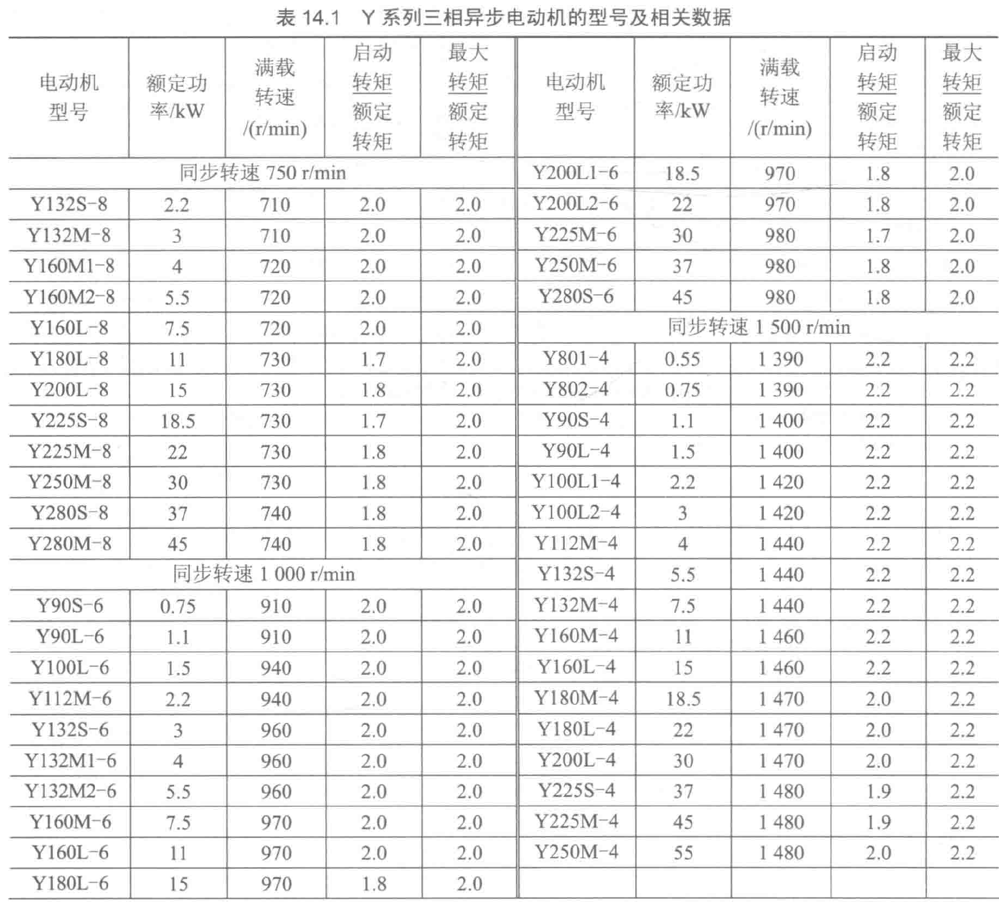 表 14.1 Y 系列三相异步电动机的型号及相关数据
电动机型号 额定功率/kW 满载转速/(r/min) 启动转矩/额定转矩 最大转矩/额定转矩
同步转速 750 r/min
Y132S-8 2.2 710 2.0 2.0
Y132M-8 3 710 2.0 2.0
Y160M1-8 4 720 2.0 2.0
Y160M2-8 5.5 720 2.0 2.0
Y160L-8 7.5 720 2.0 2.0
Y180L-8 11 730 1.7 2.0
Y200L-8 15 730 1.8 2.0
Y225S-8 18.5 730 1.7 2.0
Y225M-8 22 730 1.8 2.0
Y250M-8 30 730 1.8 2.0
Y280S-8 37 740 1.8 2.0
Y280M-8 45 740 1.8 2.0
同步转速 1 000 r/min
Y90S-6 0.75 910 2.0 2.0
Y90L-6 1.1 910 2.0 2.0
Y100L-6 1.5 940 2.0 2.0
Y112M-6 2.2 940 2.0 2.0
Y132S-6 3 960 2.0 2.0
Y132M1-6 4 960 2.0 2.0
Y132M2-6 5.5 960 2.0 2.0
Y160M-6 7.5 970 2.0 2.0
Y160L-6 11 970 2.0 2.0
Y180L-6 15 970 1.8 2.0
电动机型号 额定功率/kW 满载转速/(r/min) 启动转矩/额定转矩 最大转矩/额定转矩
Y200L1-6 18.5 970 1.8 2.0
Y200L2-6 22 970 1.8 2.0
Y225M-6 30 980 1.7 2.0
Y250M-6 37 980 1.8 2.0
Y280S-6 45 980 1.8 2.0
同步转速 1 500 r/min
Y801-4 0.55 1 390 2.2 2.2
Y802-4 0.75 1 390 2.2 2.2
Y90S-4 1.1 1 400 2.2 2.2
Y90L-4 1.5 1 400 2.2 2.2
Y100L1-4 2.2 1 420 2.2 2.2
Y100L2-4 3 1 420 2.2 2.2
Y112M-4 4 1 440 2.2 2.2
Y132S-4 5.5 1 440 2.2 2.2
Y132M-4 7.5 1 440 2.2 2.2
Y160M-4 11 1 460 2.2 2.2
Y160L-4 15 1 460 2.2 2.2
Y180M-4 18.5 1 470 2.0 2.2
Y180L-4 22 1 470 2.0 2.2
Y200L-4 30 1 470 2.0 2.2
Y225S-4 37 1 480 1.9 2.2
Y225M-4 45 1 480 1.9 2.2
Y250M-4 55 1 480 2.0 2.2